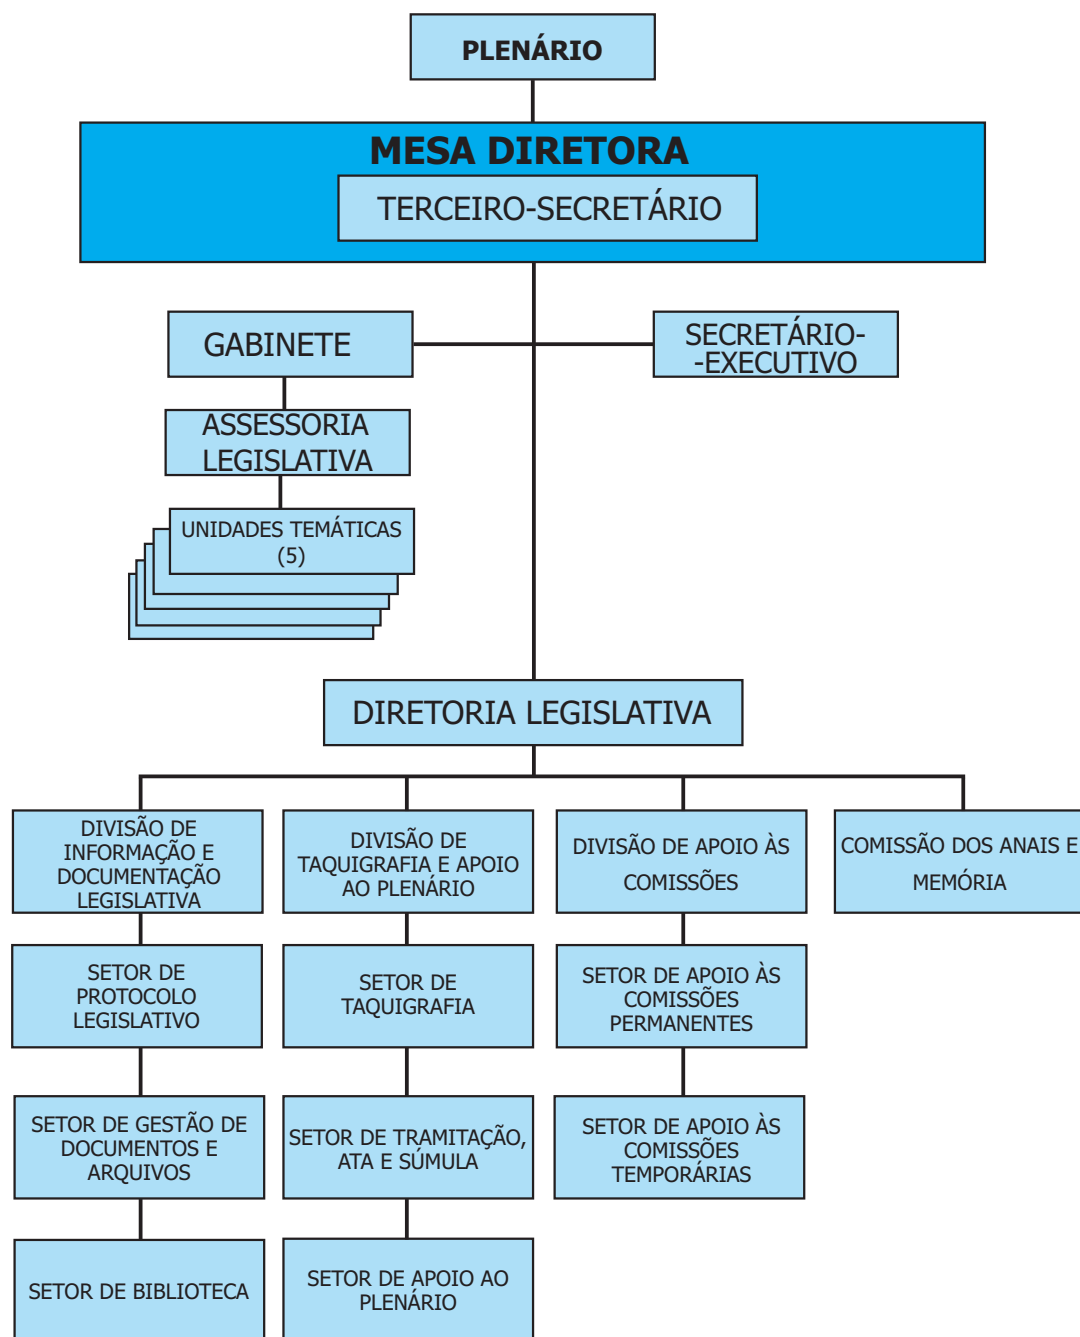 PLENÁRIO
MESA DIRETORA
TERCEIRO-SECRETÁRIO
GABINETE
SECRETÁRIO-
-EXECUTIVO
ASSESSORIA
LEGISLATIVA
UNIDADES TEMÁTICAS
(5)
DIRETORIA LEGISLATIVA
DIVISÃO DE
INFORMAÇÃO E
DOCUMENTAÇÃO
LEGISLATIVA
DIVISÃO DE
TAQUIGRAFIA E APOIO
AO PLENÁRIO
DIVISÃO DE APOIO ÀS
COMISSÕES
COMISSÃO DOS ANAIS E
MEMÓRIA
SETOR DE
PROTOCOLO
LEGISLATIVO
SETOR DE
TAQUIGRAFIA
SETOR DE APOIO ÀS
COMISSÕES
PERMANENTES
SETOR DE GESTÃO DE
DOCUMENTOS E
ARQUIVOS
SETOR DE TRAMITAÇÃO,
ATA E SÚMULA
SETOR DE APOIO ÀS
COMISSÕES
TEMPORÁRIAS
SETOR DE BIBLIOTECA
SETOR DE APOIO AO
PLENÁRIO